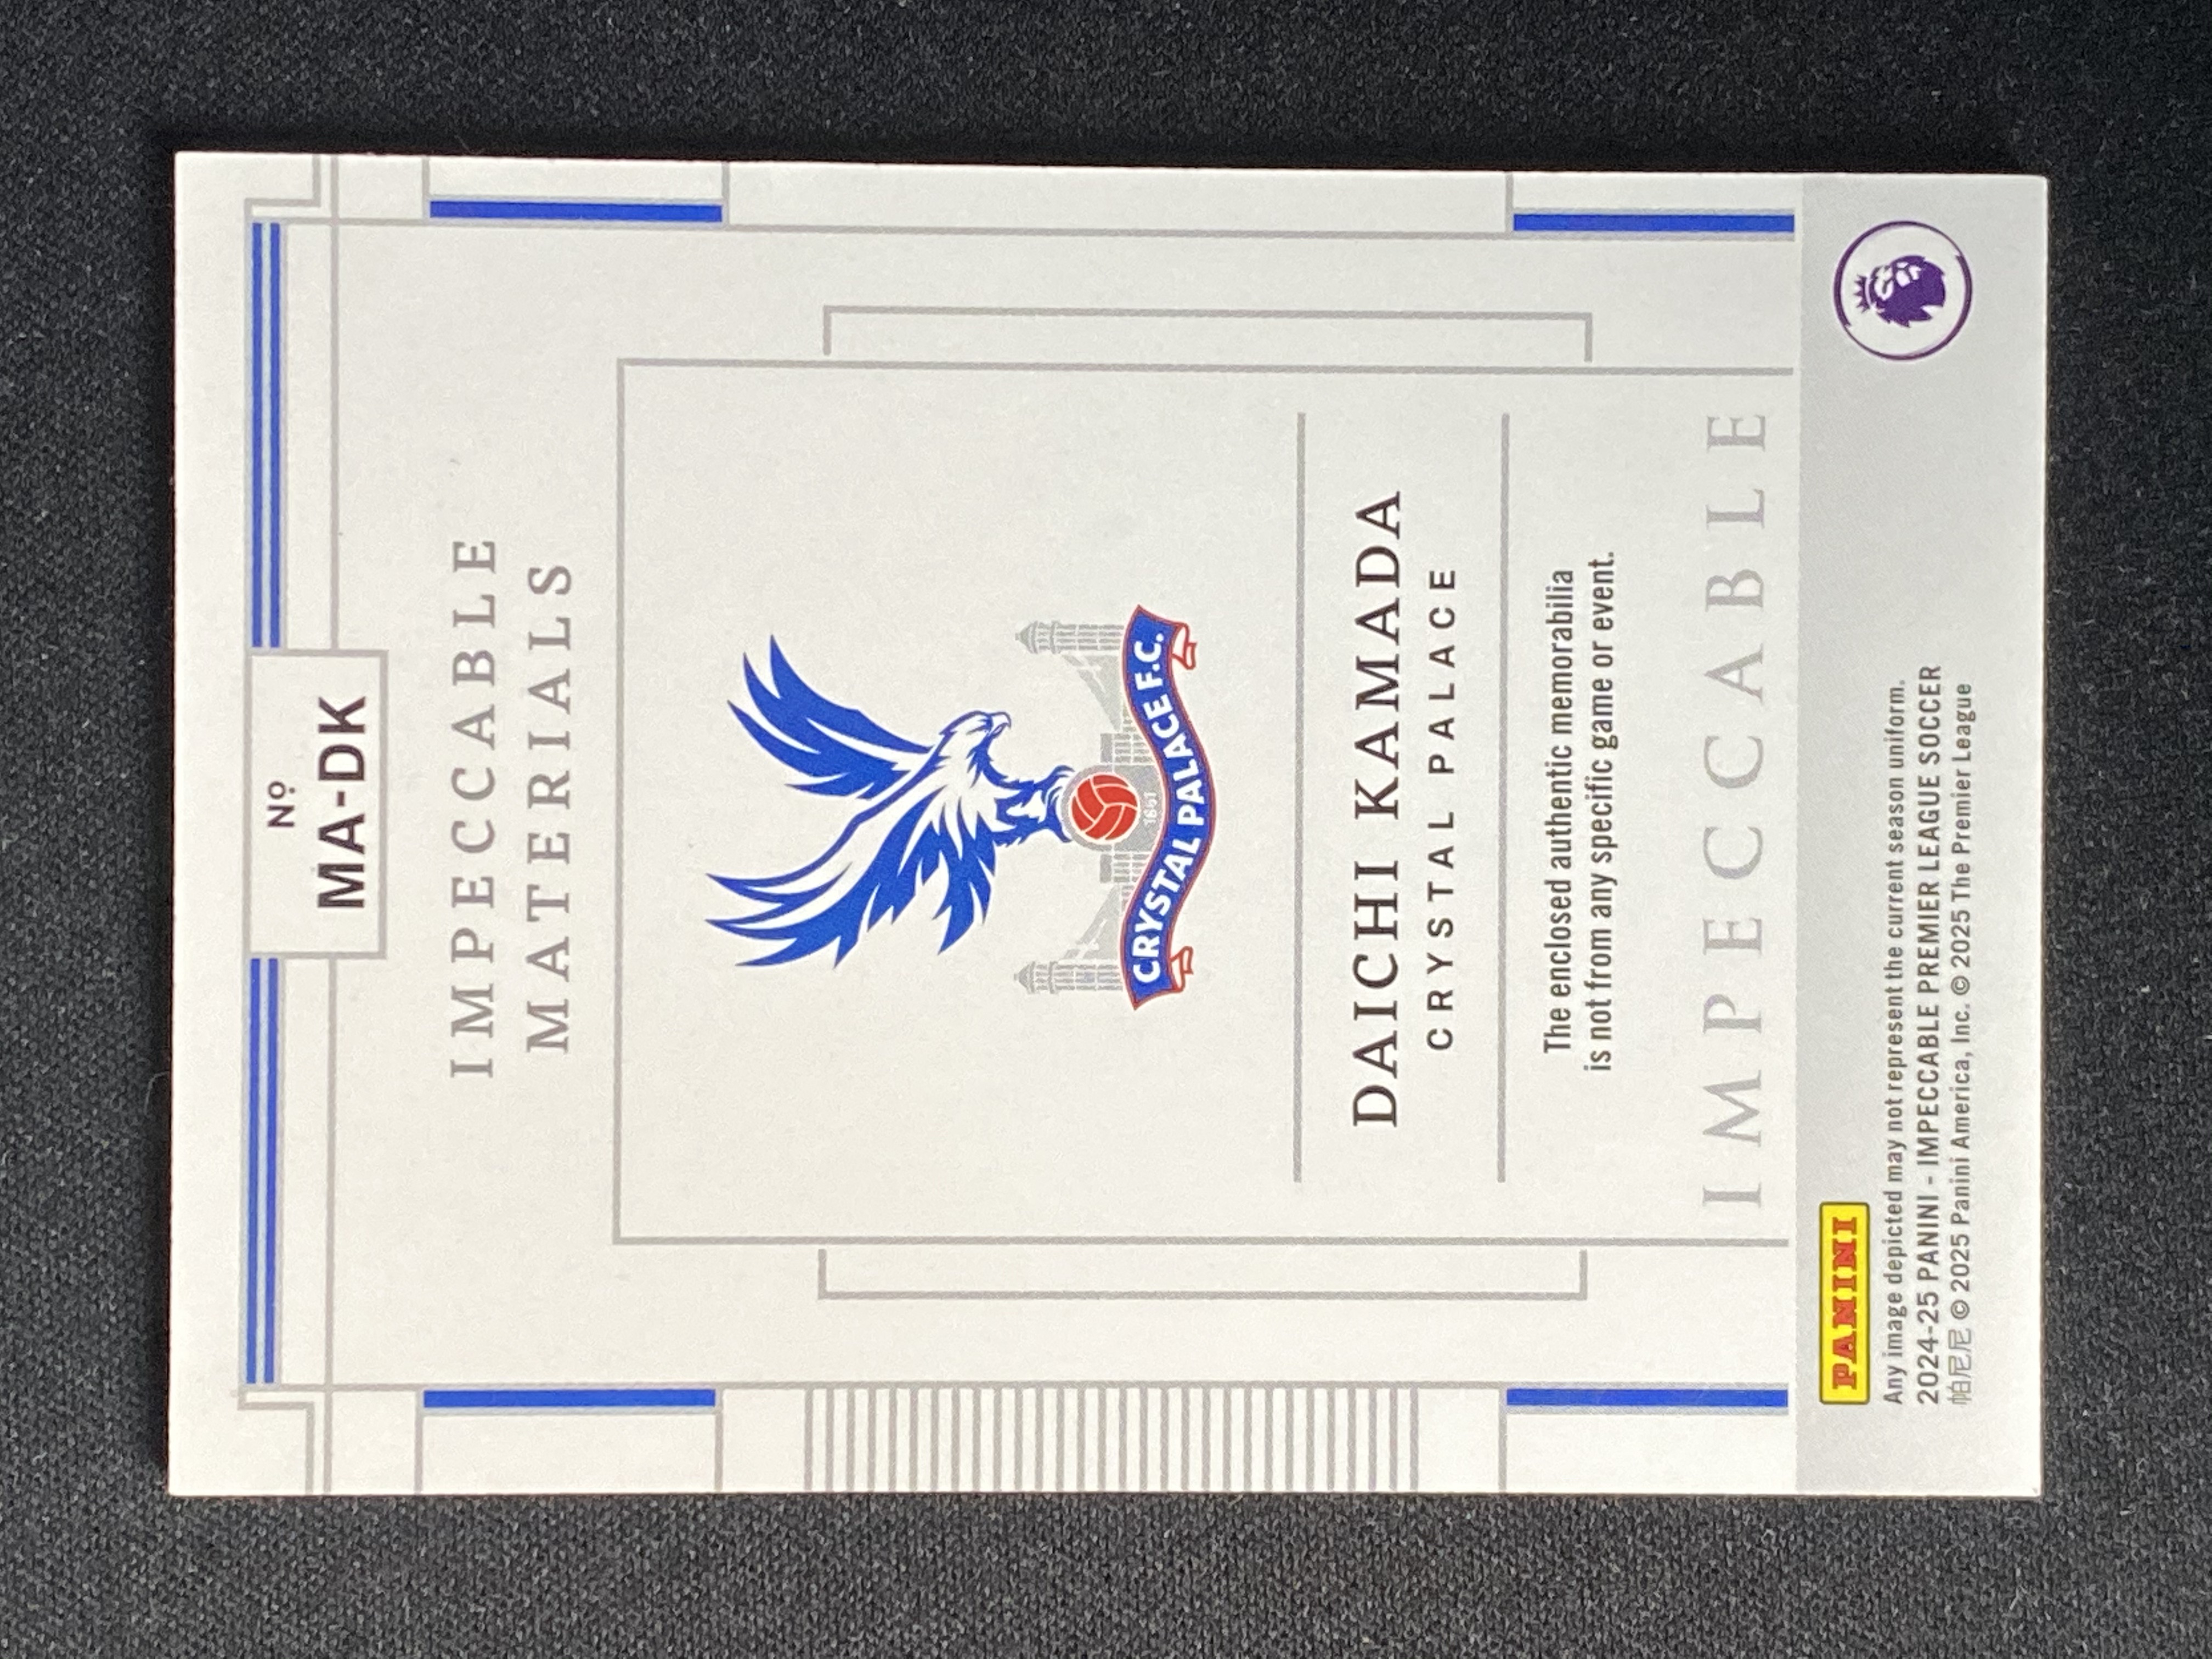 Nº
MA-DK
IMPECCABLE
MATERIALS
1861
CRYSTAL PALACE F.C.
DAICHI KAMADA
CRYSTAL PALACE
The enclosed authentic memorabilia
is not from any specific game or event.
IMPECCABLE
PANINI
Any image depicted may not represent the current season uniform.
2024-25 PANINI - IMPECCABLE PREMIER LEAGUE SOCCER
帕尼尼 © 2025 Panini America, Inc. © 2025 The Premier League